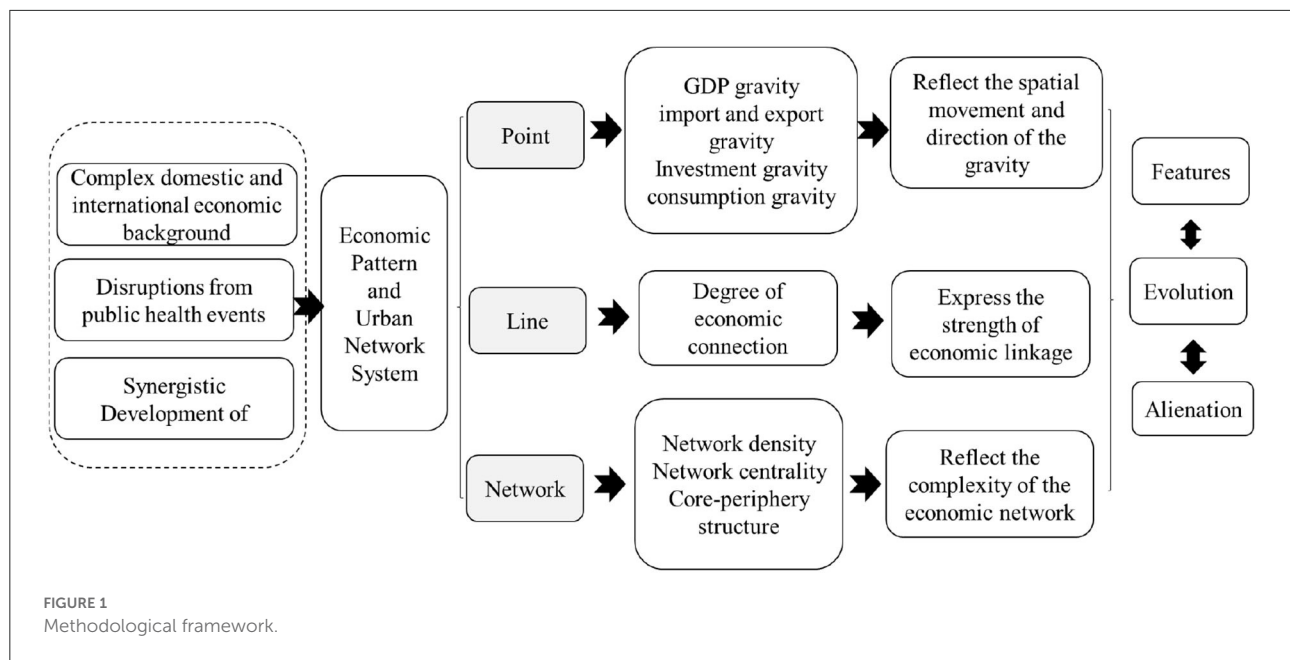 Complex domestic and
international economic
background
Disruptions from
public health events
Synergistic
Development of
Economic
Pattern
and
Urban
Network
System
Point
GDP gravity
import and export
gravity
Investment gravity
consumption gravity
Reflect the spatial
movement and
direction of the
gravity
Line
Degree of
economic
connection
Express the
strength of
economic linkage
Network
Network density
Network centrality
Core-periphery
structure
Reflect the
complexity of the
economic network
Features
Evolution
Alienation
FIGURE 1
Methodological framework.